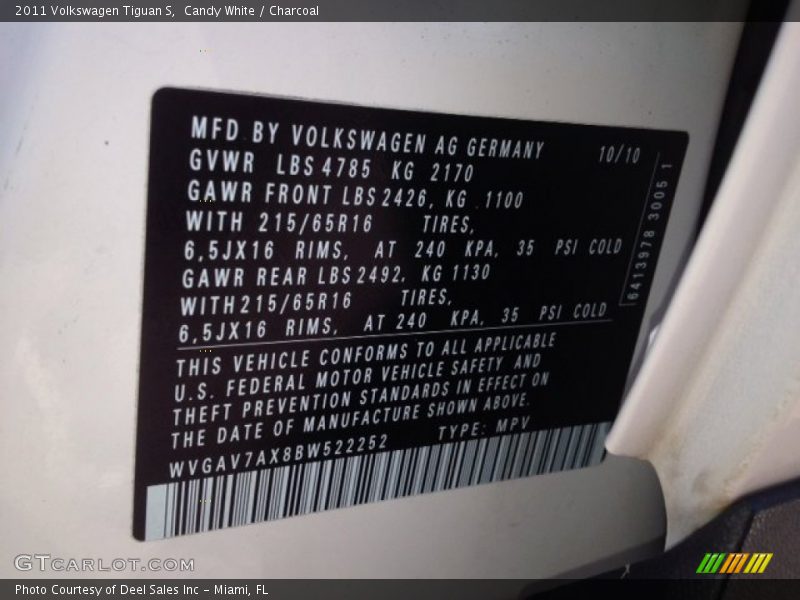 2011 Volkswagen Tiguan S,  Candy White / Charcoal
MFD BY VOLKSWAGEN AG GERMANY 10/10
GVWR LBS 4785 KG 2170
GAWR FRONT LBS 2426, KG 1100
WITH 215/65R16 TIRES,
6,5JX16 RIMS, AT 240 KPA, 35 PSI COLD
GAWR REAR LBS 2492, KG 1130
WITH 215/65R16 TIRES,
6,5JX16 RIMS, AT 240 KPA, 35 PSI COLD
THIS VEHICLE CONFORMS TO ALL APPLICABLE
U.S. FEDERAL MOTOR VEHICLE SAFETY AND
THEFT PREVENTION STANDARDS IN EFFECT ON
THE DATE OF MANUFACTURE SHOWN ABOVE.
WVGAV7AX8BW522252 TYPE: MPV
6413978 3005 1
GTCARLOT.COM
Photo Courtesy of Deel Sales Inc - Miami, FL